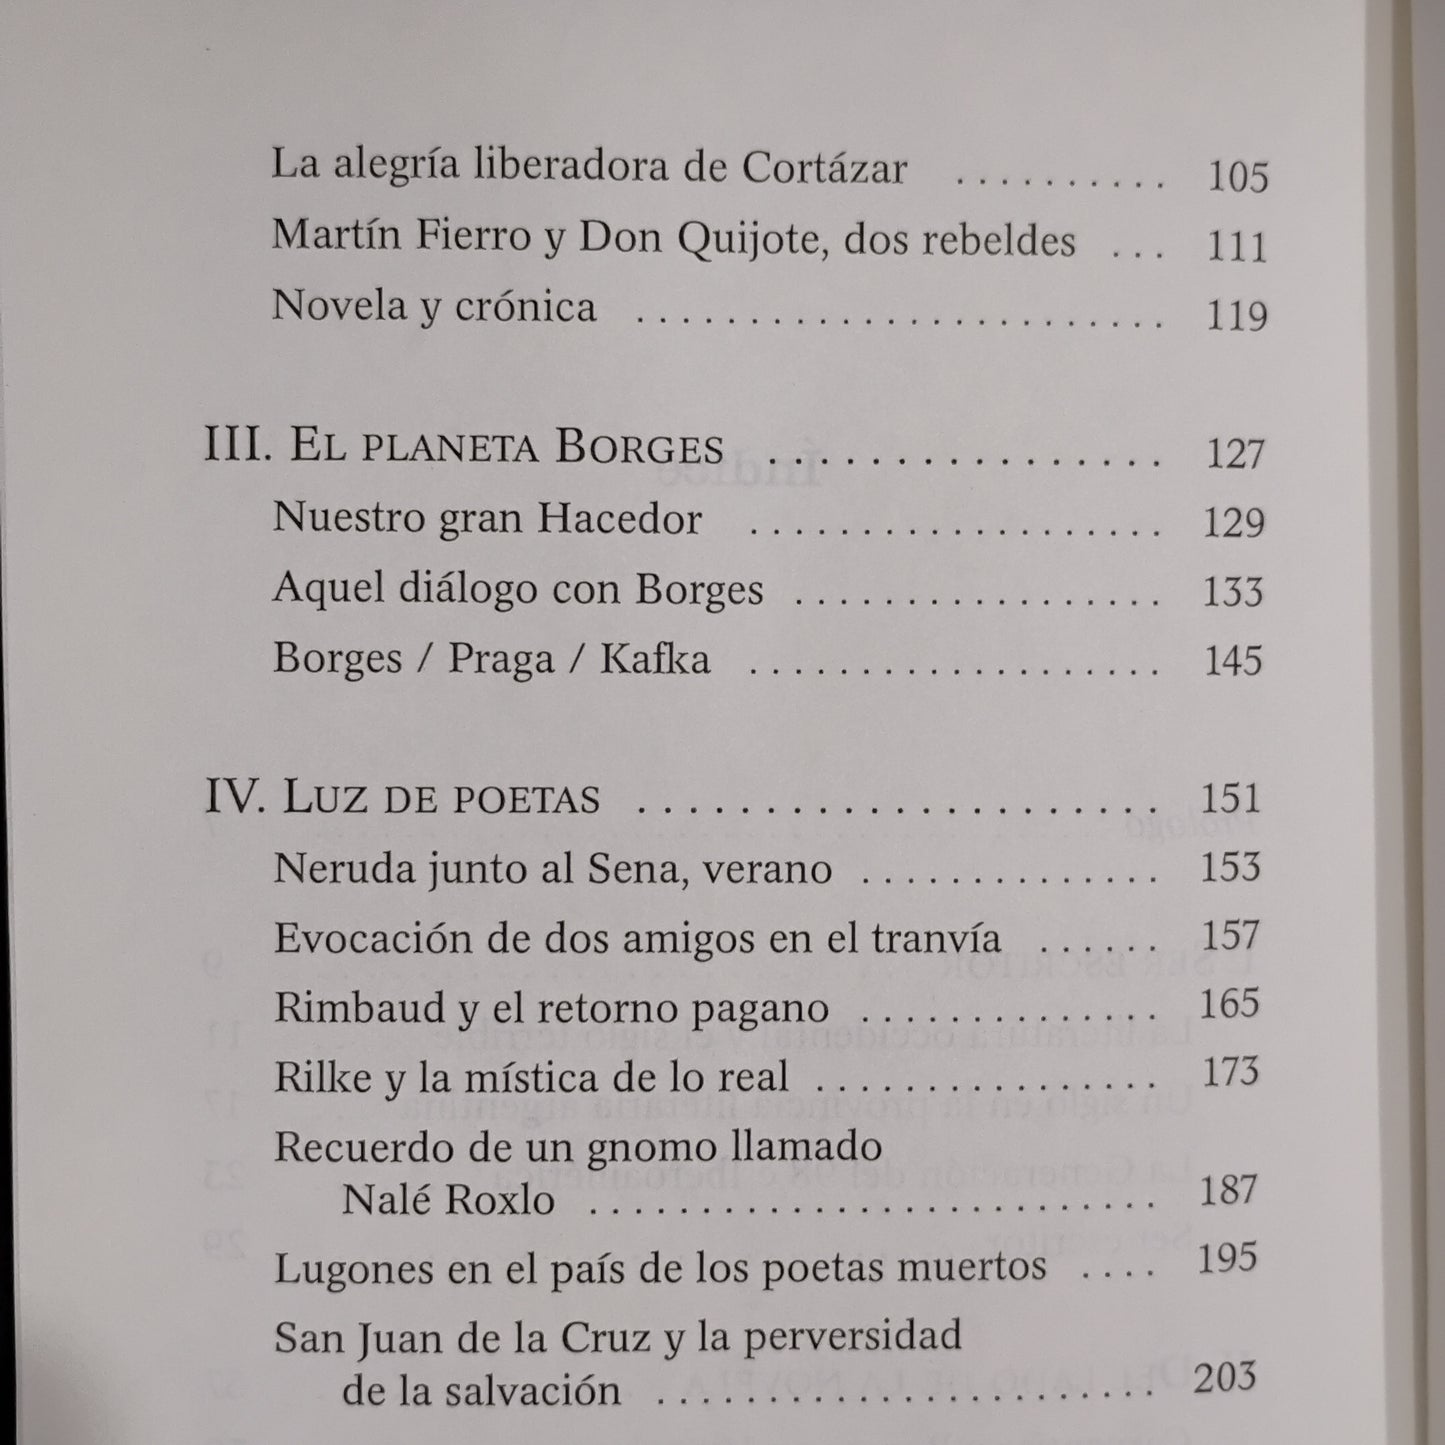 La alegría liberadora de Cortázar .......... 105
Martín Fierro y Don Quijote, dos rebeldes ... 111
Novela y crónica ........................ 119
III. EL PLANETA BORGES ................ 127
Nuestro gran Hacedor ................... 129
Aquel diálogo con Borges ................. 133
Borges / Praga / Kafka ................... 145
IV. LUZ DE POETAS ..................... 151
Neruda junto al Sena, verano .............. 153
Evocación de dos amigos en el tranvía ...... 157
Rimbaud y el retorno pagano .............. 165
Rilke y la mística de lo real ................ 173
Recuerdo de un gnomo llamado
Nalé Roxlo .......................... 187
Lugones en el país de los poetas muertos .... 195
San Juan de la Cruz y la perversidad
de la salvación ....................... 203